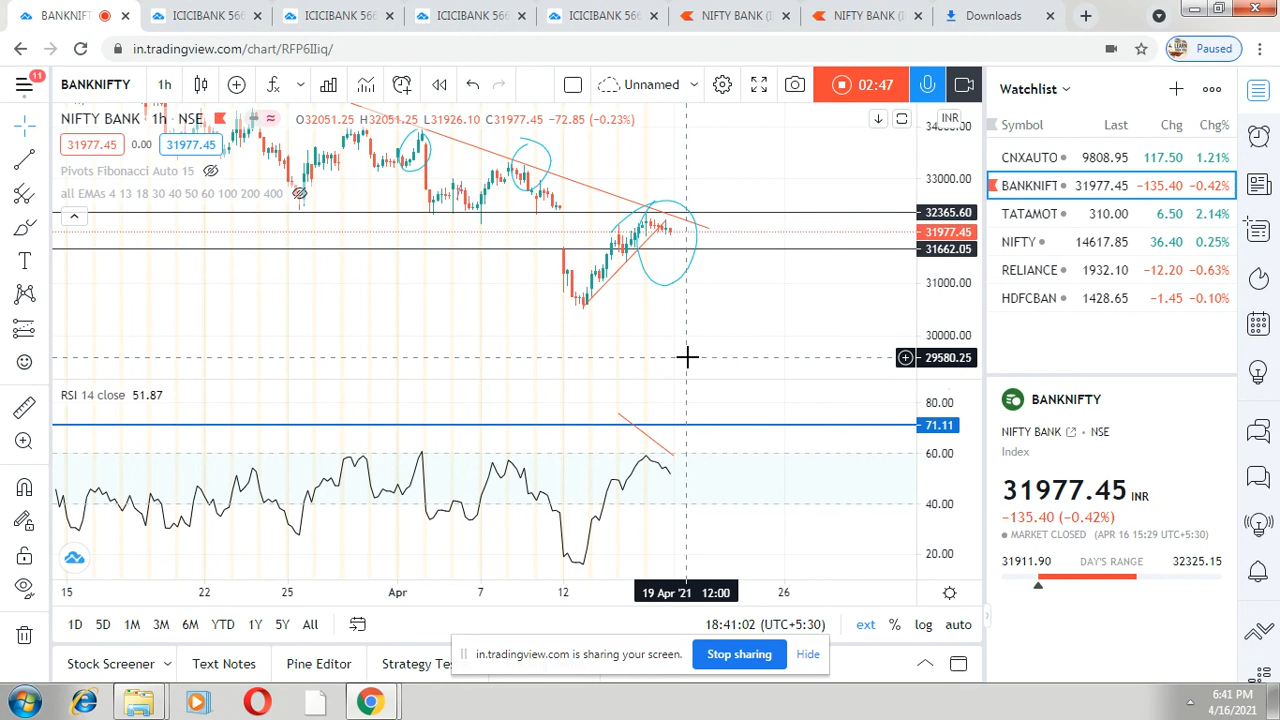 BANKNIFTY
ICICIBANK 566
ICICIBANK 566
ICICIBANK 566
ICICIBANK 566
NIFTY BANK (I
NIFTY BANK (I
Downloads
in.tradingview.com/chart/RFP6IIiq/
Paused
11
BANKNIFTY
1h
Unnamed
02:47
NIFTY BANK 1h NSE
O32051.25 H32051.25 L31926.10 C31977.45 −72.85 (−0.23%)
INR
31977.45
0.00
31977.45
Pivots Fibonacci Auto 15
all EMAs 4 13 18 30 40 50 60 100 200 400
34000.00
33000.00
32365.60
31977.45
31662.05
31000.00
30000.00
29580.25
RSI 14 close 51.87
80.00
71.11
60.00
40.00
20.00
15
22
25
Apr
7
12
19 Apr '21 12:00
26
1D
5D
1M
3M
6M
YTD
1Y
5Y
All
18:41:02 (UTC+5:30)
ext
%
log
auto
in.tradingview.com is sharing your screen.
Stop sharing
Hide
Stock Screener
Text Notes
Pine Editor
Strategy Te
Watchlist
Symbol Last Chg Chg%
CNXAUTO 9808.95 117.50 1.21%
BANKNIFT 31977.45 −135.40 −0.42%
TATAMOT 310.00 6.50 2.14%
NIFTY 14617.85 36.40 0.25%
RELIANCE 1932.10 −12.20 −0.63%
HDFCBAN 1428.65 −1.45 −0.10%
BANKNIFTY
NIFTY BANK NSE
Index
31977.45 INR
−135.40 (−0.42%)
MARKET CLOSED (APR 16 15:29 UTC+5:30)
31911.90 DAY'S RANGE 32325.15
6:41 PM
4/16/2021